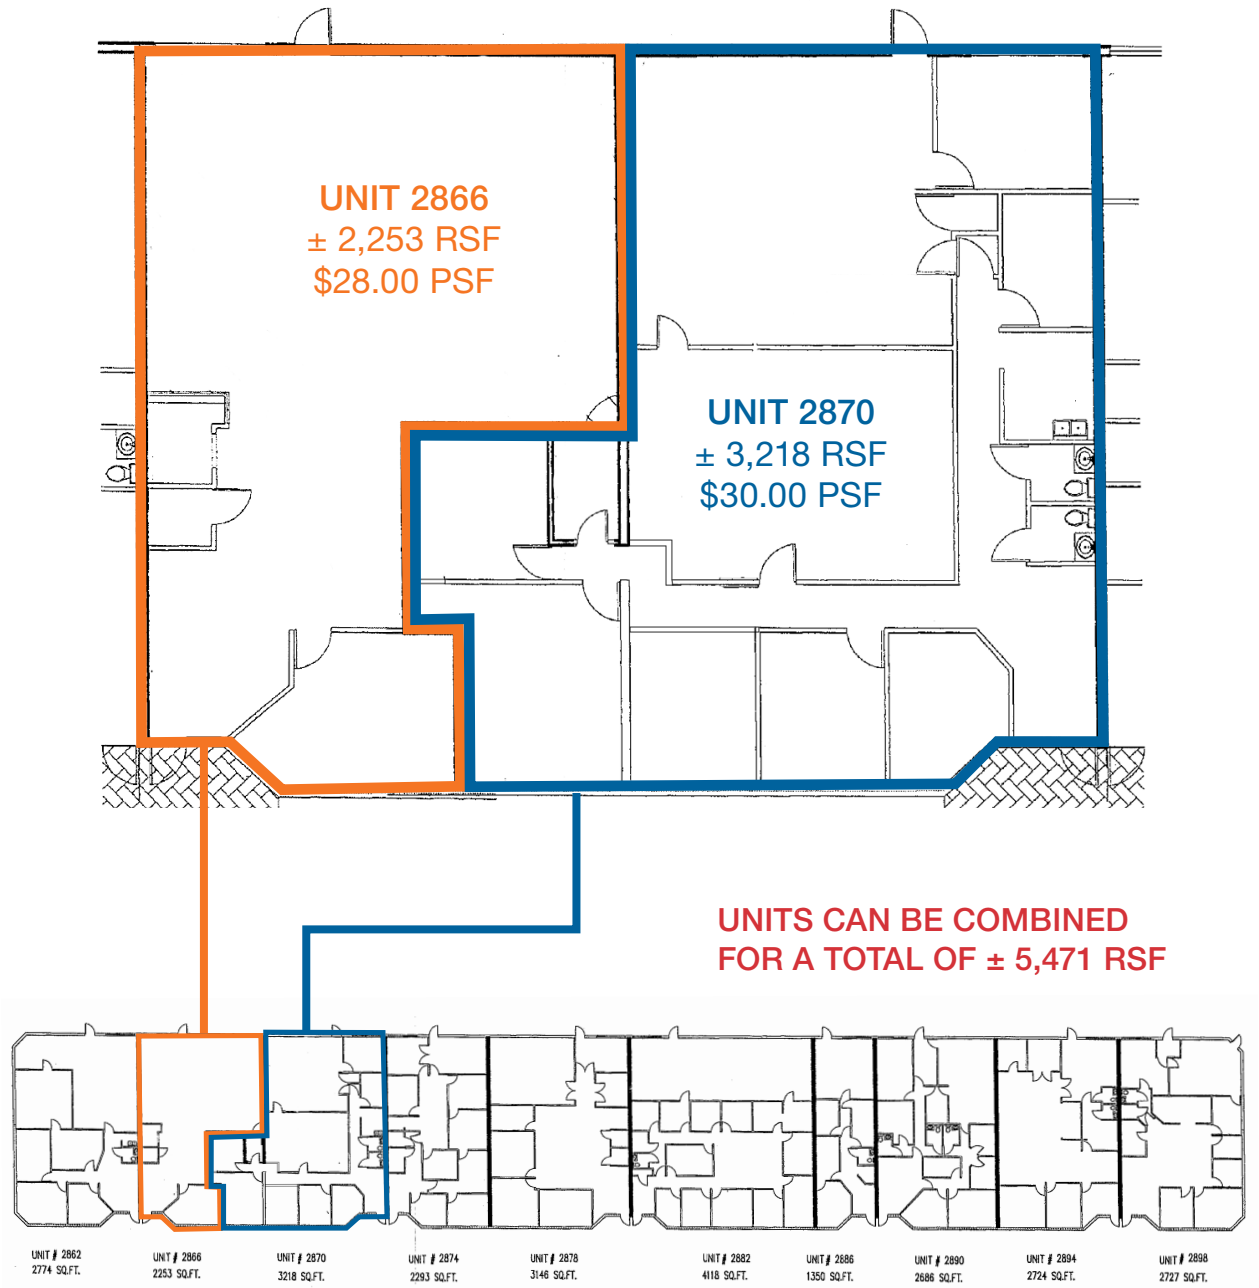 UNIT 2866
± 2,253 RSF
$28.00 PSF
UNIT 2870
± 3,218 RSF
$30.00 PSF
UNITS CAN BE COMBINED
FOR A TOTAL OF ± 5,471 RSF
UNIT # 2862
2774 SQ.FT.
UNIT # 2866
2253 SQ.FT.
UNIT # 2870
3218 SQ.FT.
UNIT # 2874
2293 SQ.FT.
UNIT # 2878
3146 SQ.FT.
UNIT # 2882
4118 SQ.FT.
UNIT # 2886
1350 SQ.FT.
UNIT # 2890
2686 SQ.FT.
UNIT # 2894
2724 SQ.FT.
UNIT # 2898
2727 SQ.FT.